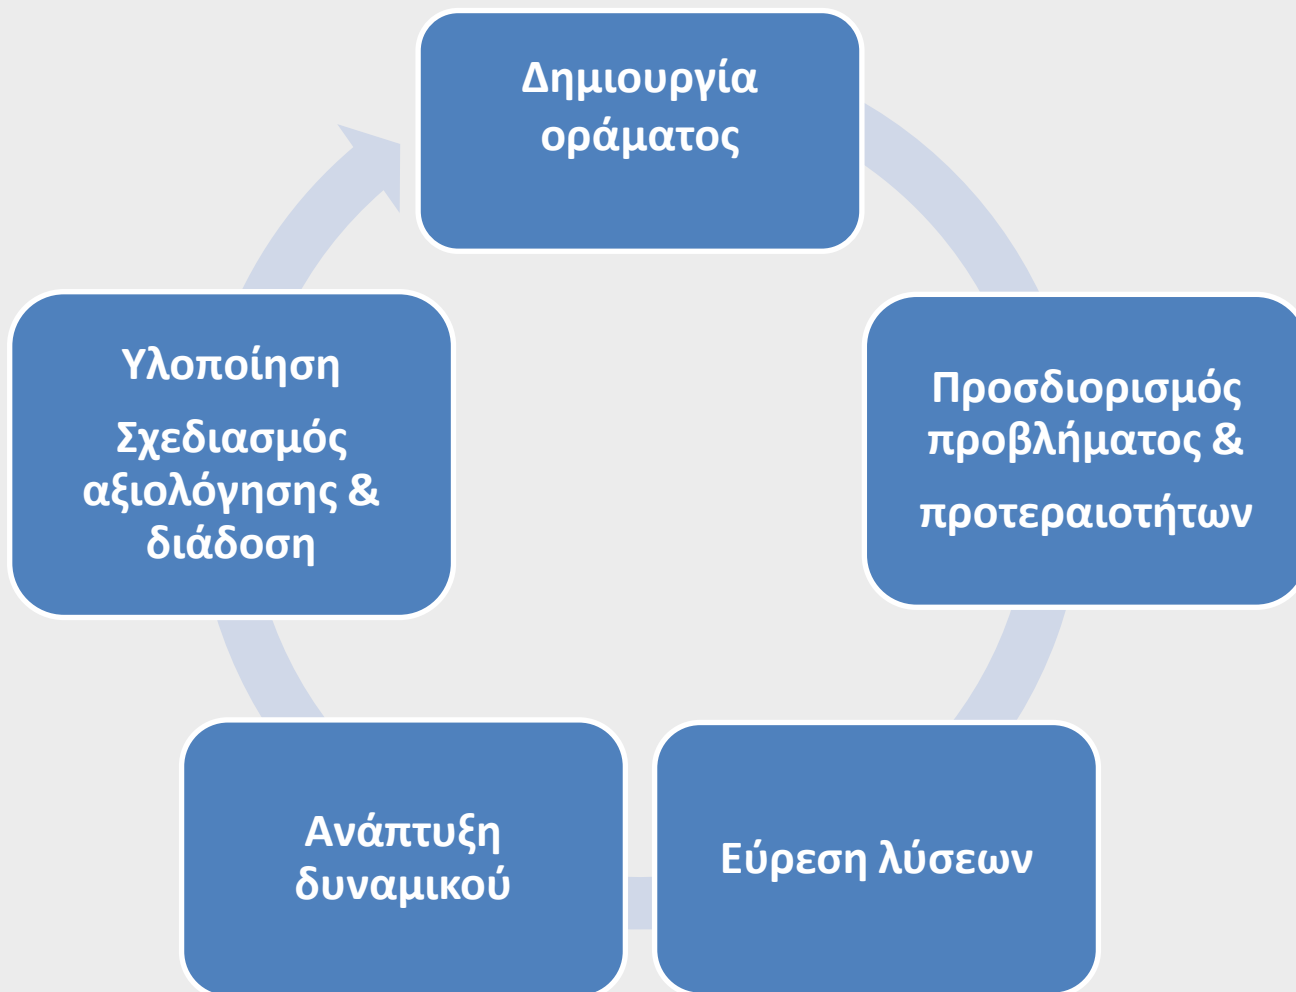 Δημιουργία
οράματος
Προσδιορισμός
προβλήματος &
προτεραιοτήτων
Εύρεση λύσεων
Ανάπτυξη
δυναμικού
Υλοποίηση
Σχεδιασμός
αξιολόγησης &
διάδοση